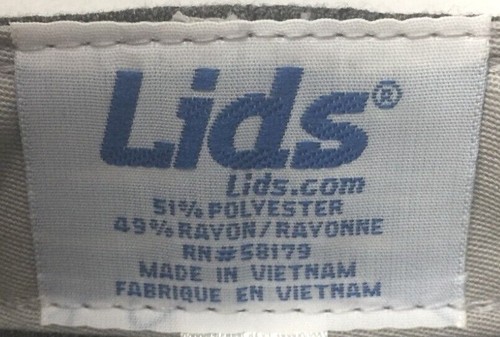 Lids®
Lids.com
51% POLYESTER
49% RAYON/RAYONNE
RN#58179
MADE IN VIETNAM
FABRIQUE EN VIETNAM